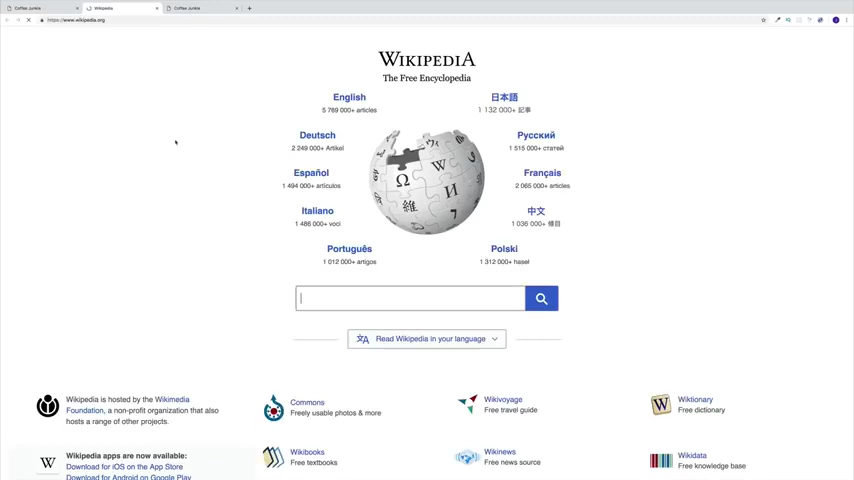 Coffee Junkie
Wikipedia
Coffee Junkie
https://www.wikipedia.org
WIKIPEDIA
The Free Encyclopedia
English
5 769 000+ articles
日本語
1 132 000+ 記事
Deutsch
2 249 000+ Artikel
Русский
1 515 000+ статей
Español
1 494 000+ artículos
Français
2 065 000+ articles
Italiano
1 486 000+ voci
中文
1 036 000+ 條目
Português
1 012 000+ artigos
Polski
1 312 000+ haseł
Ω
W
И
維
Read Wikipedia in your language
Wikipedia is hosted by the Wikimedia
Foundation, a non-profit organization that also
hosts a range of other projects.
Commons
Freely usable photos & more
Wikivoyage
Free travel guide
W
Wiktionary
Free dictionary
W
Wikipedia apps are now available:
Download for iOS on the App Store
Download for Android on Google Play
Wikibooks
Free textbooks
Wikinews
Free news source
Wikidata
Free knowledge base